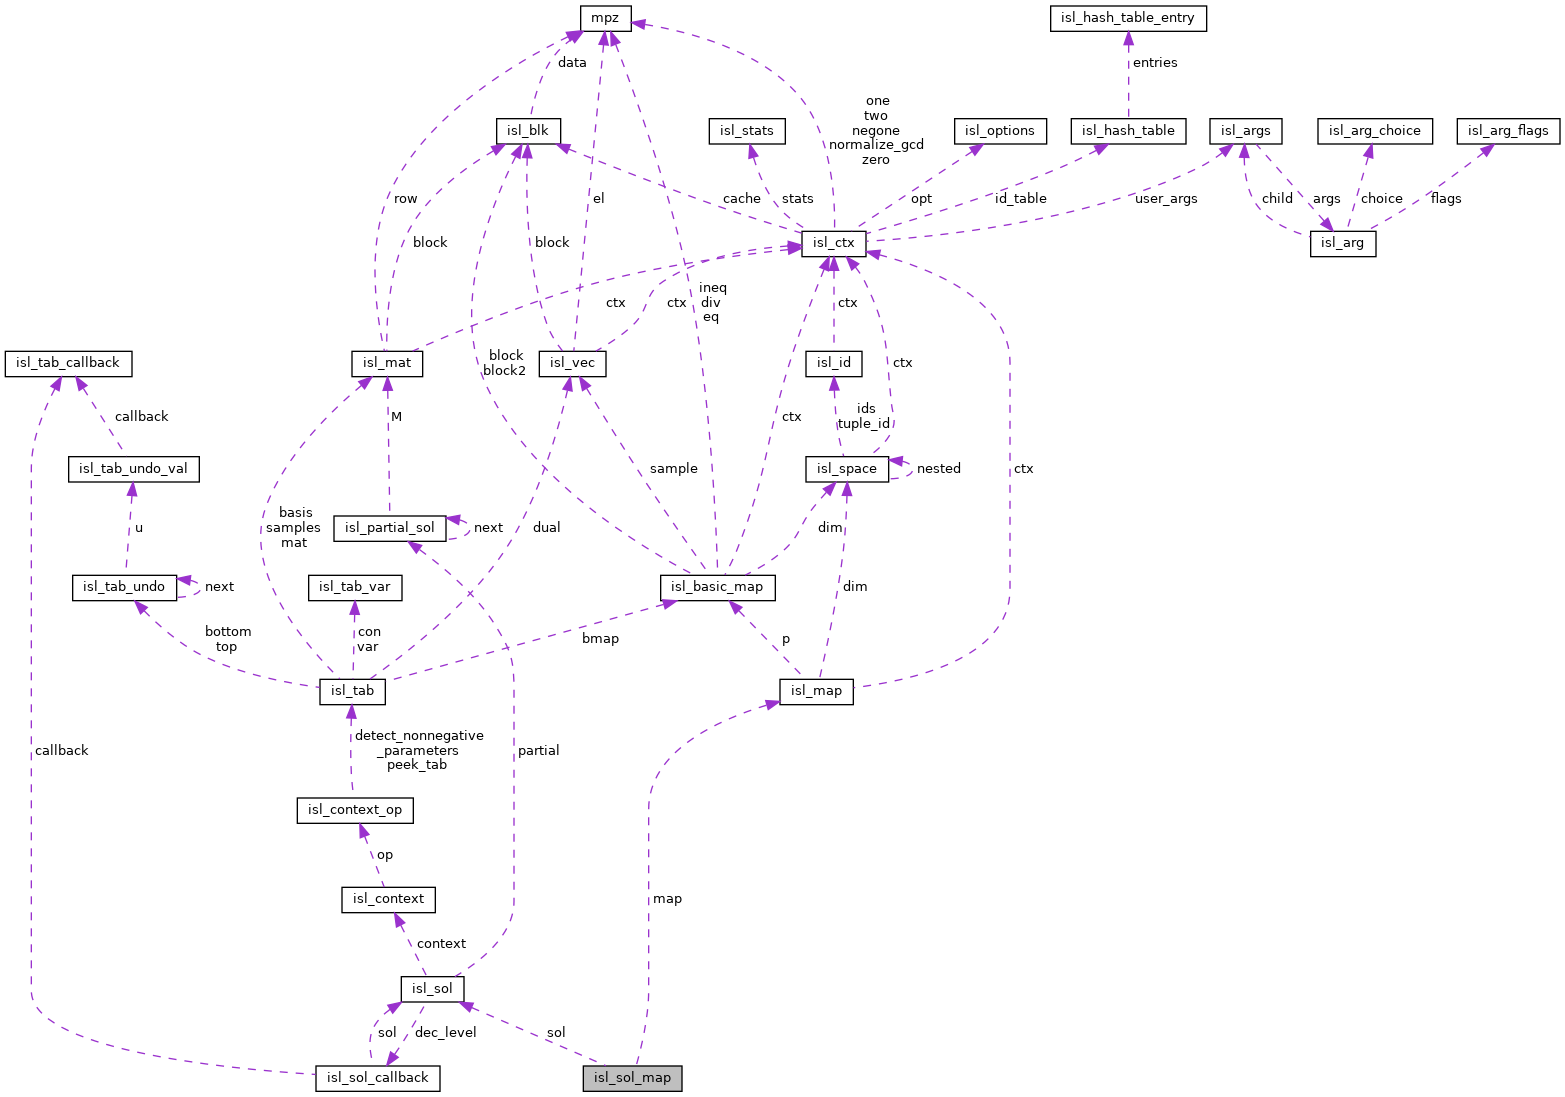 mpz
isl_hash_table_entry
data
entries
one
two
negone
normalize_gcd
zero
isl_blk
isl_stats
isl_options
isl_hash_table
isl_args
isl_arg_choice
isl_arg_flags
row
el
cache
stats
opt
id_table
user_args
child
args
choice
flags
block
block
isl_ctx
isl_arg
ineq
div
eq
ctx
ctx
ctx
block
block2
isl_tab_callback
isl_mat
isl_vec
isl_id
ctx
callback
M
ctx
ids
tuple_id
isl_tab_undo_val
sample
isl_space
nested
ctx
basis
samples
mat
u
isl_partial_sol
next
dual
dim
isl_tab_undo
next
isl_tab_var
isl_basic_map
dim
bottom
top
con
var
bmap
p
isl_tab
isl_map
callback
detect_nonnegative
_parameters
peek_tab
partial
isl_context_op
op
isl_context
map
context
isl_sol
sol
dec_level
sol
isl_sol_callback
isl_sol_map